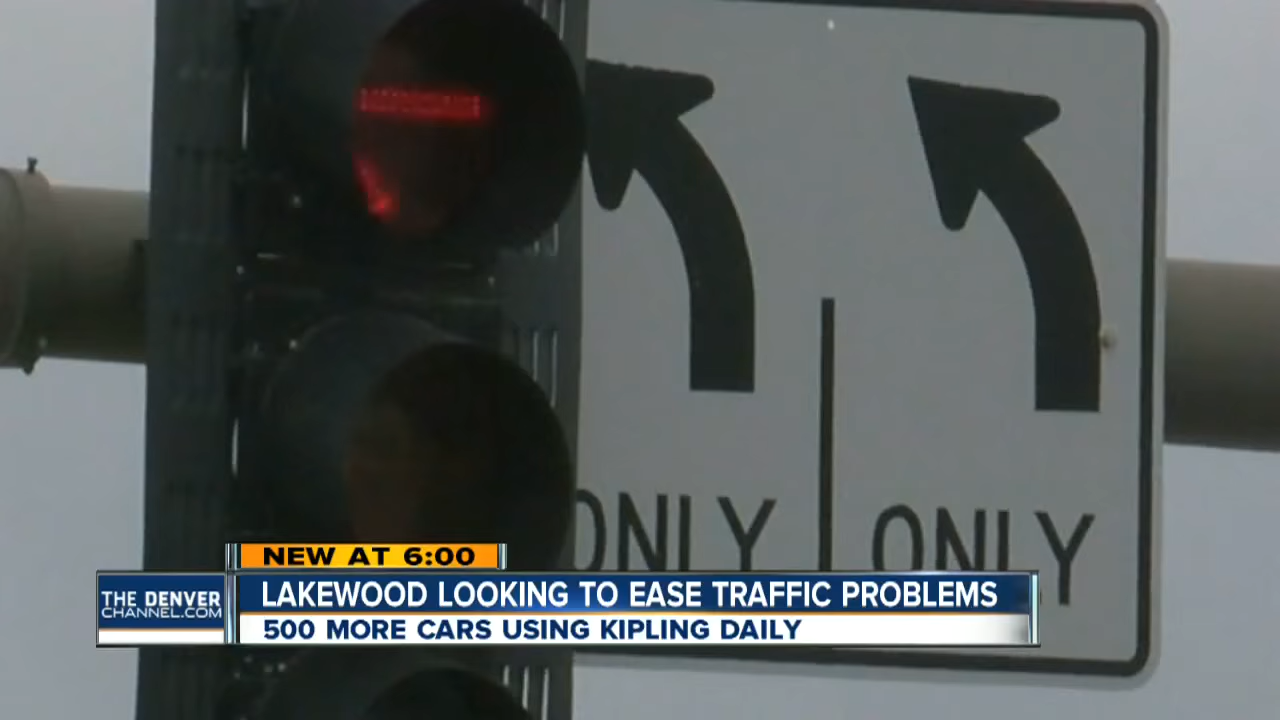 ONLY ONLY
NEW AT 6:00
THE DENVER
CHANNEL.COM
LAKEWOOD LOOKING TO EASE TRAFFIC PROBLEMS
500 MORE CARS USING KIPLING DAILY